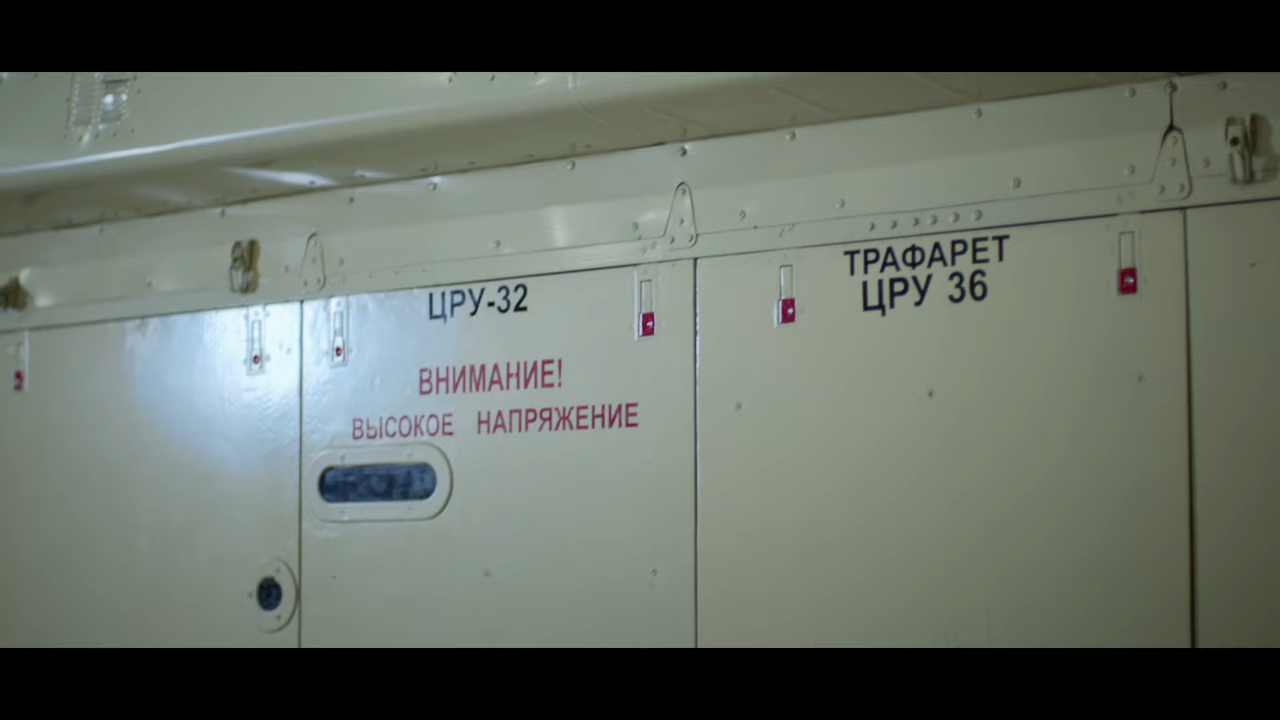 ЦРУ-32
ВНИМАНИЕ!
ВЫСОКОЕ НАПРЯЖЕНИЕ
ТРАФАРЕТ
ЦРУ 36